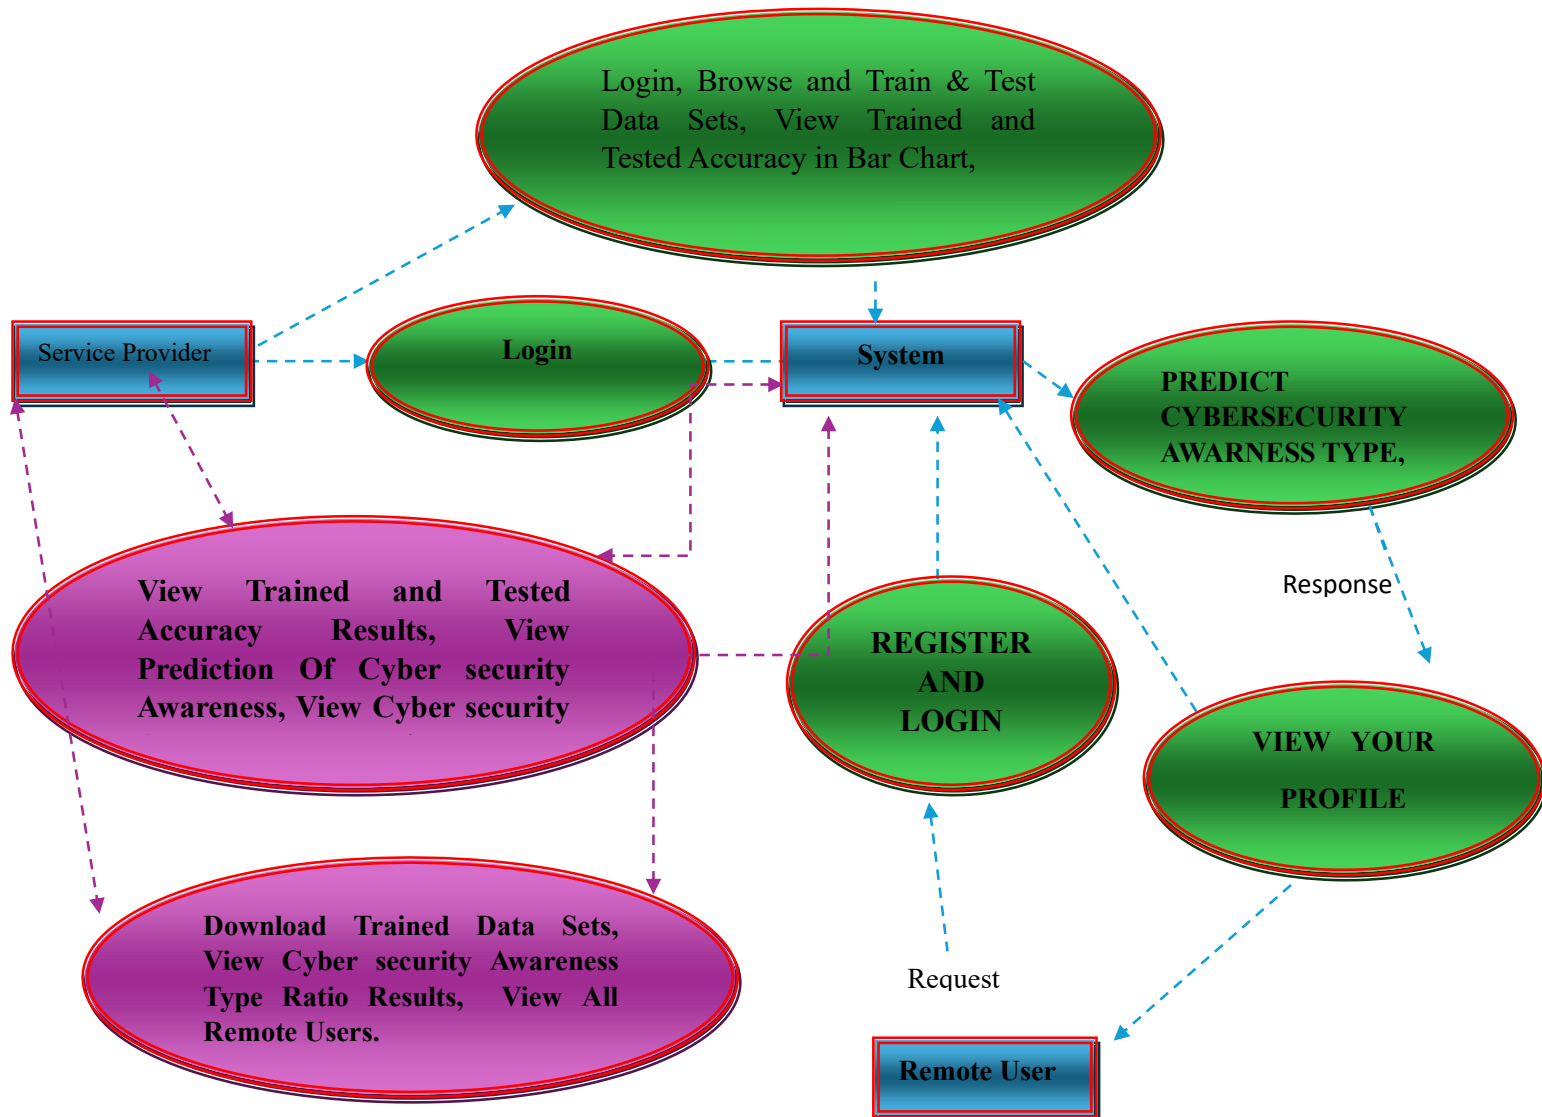 Login, Browse and Train & Test
Data Sets, View Trained and
Tested Accuracy in Bar Chart,
Service Provider
Login
System
PREDICT
CYBERSECURITY
AWARNESS TYPE,
Response
View Trained and Tested
Accuracy Results, View
Prediction Of Cyber security
Awareness, View Cyber security
REGISTER
AND
LOGIN
VIEW YOUR
PROFILE
Download Trained Data Sets,
View Cyber security Awareness
Type Ratio Results, View All
Remote Users.
Request
Remote User